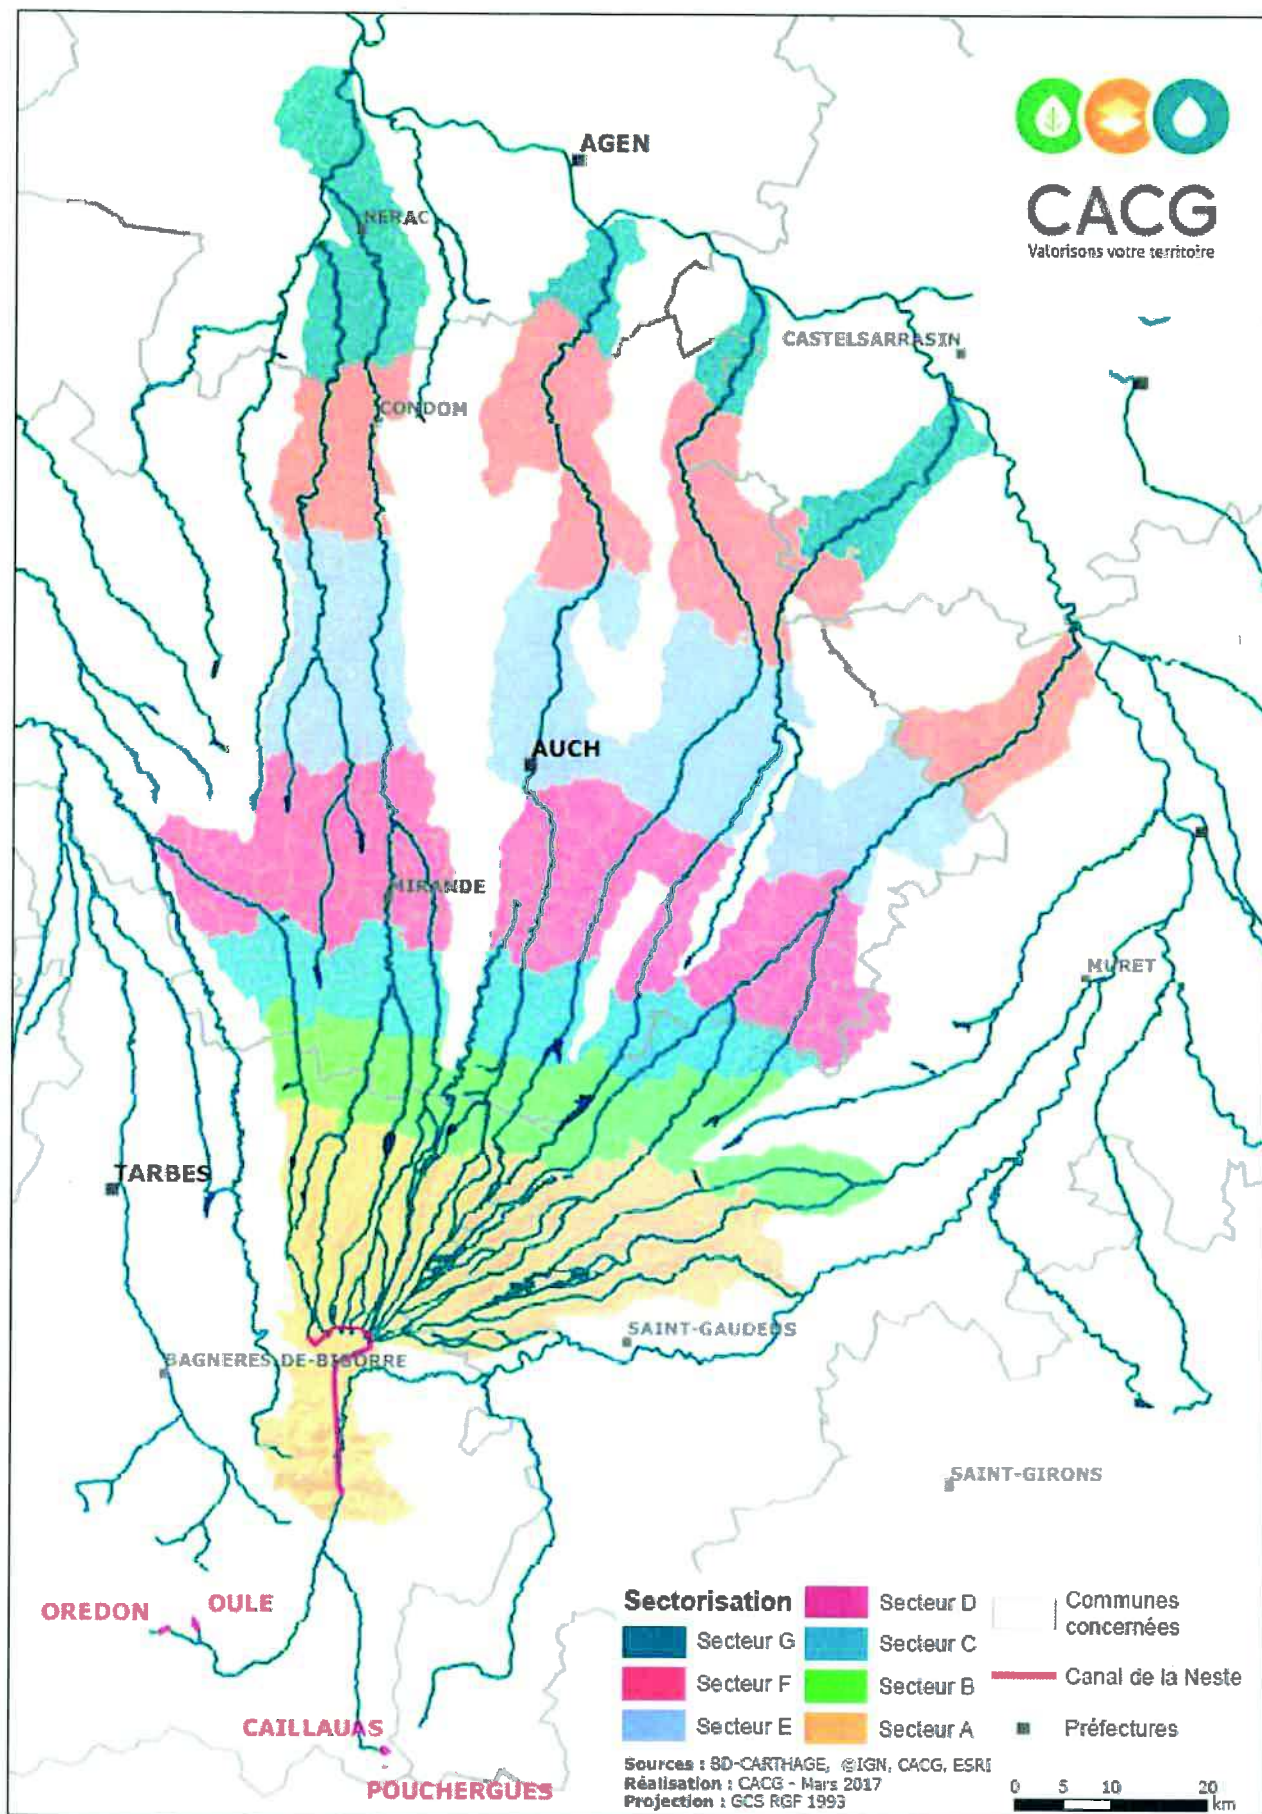 AGEN
CACG
Valorisons votre territoire
NERAC
CASTELSARRASIN
CONDOM
AUCH
MIRANDE
MURET
TARBES
SAINT-GAUDENS
BAGNERES-DE-BIGORRE
SAINT-GIRONS
OREDON
OULE
CAILLAUAS
POUCHERGUES
Sectorisation
Secteur G
Secteur F
Secteur E
Secteur D
Secteur C
Secteur B
Secteur A
Communes
concernées
Canal de la Neste
Préfectures
Sources : BD-CARTHAGE, ©IGN, CACG, ESRI
Réalisation : CACG - Mars 2017
Projection : GCS RGF 1993
0 5 10 20
km